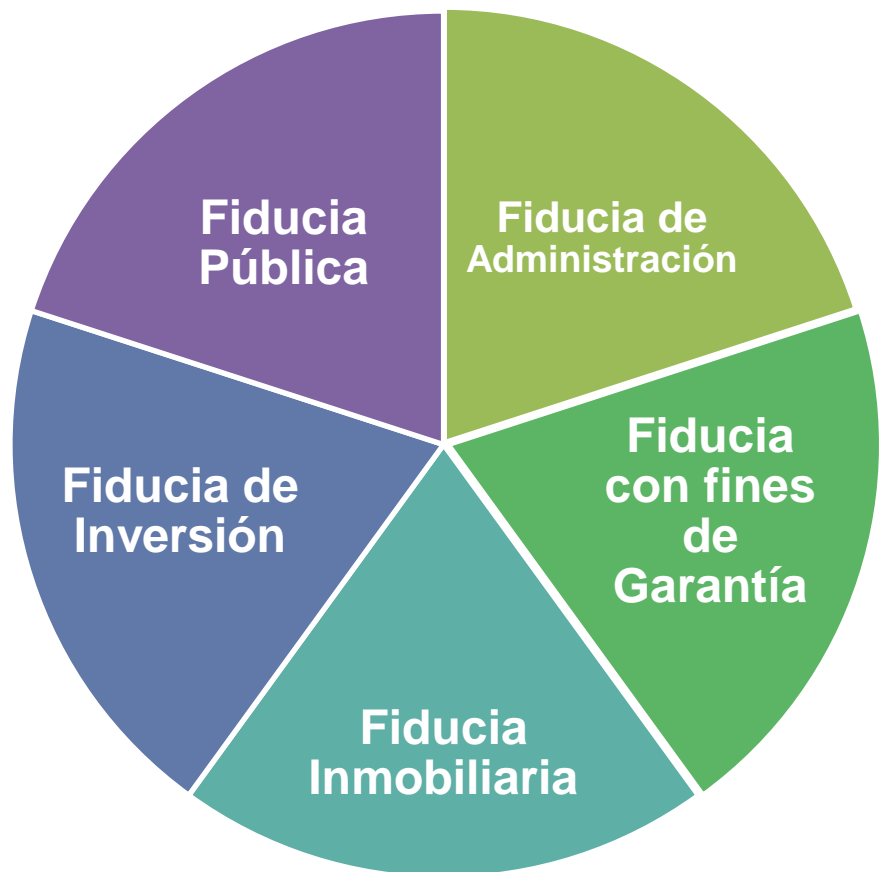 Fiducia
Pública
Fiducia de
Administración
Fiducia
con fines
de
Garantía
Fiducia de
Inversión
Fiducia
Inmobiliaria